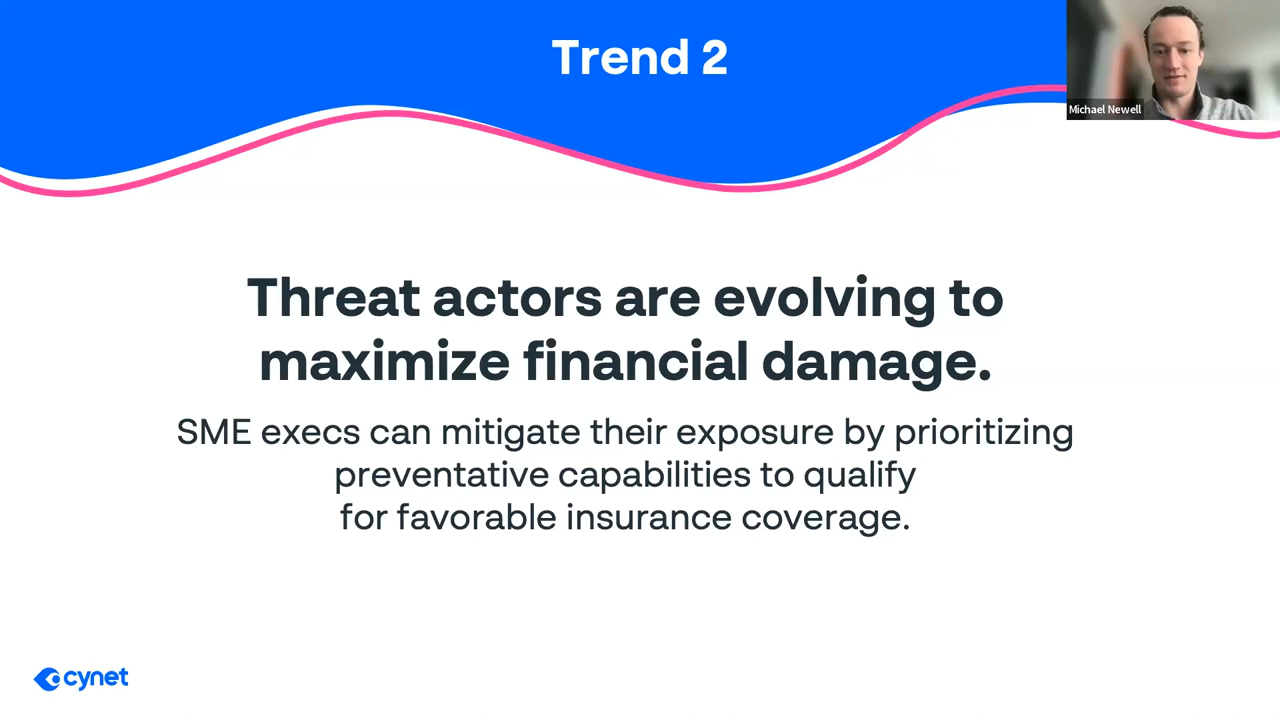 Trend 2
Michael Newell
Threat actors are evolving to
maximize financial damage.
SME execs can mitigate their exposure by prioritizing
preventative capabilities to qualify
for favorable insurance coverage.
cynet